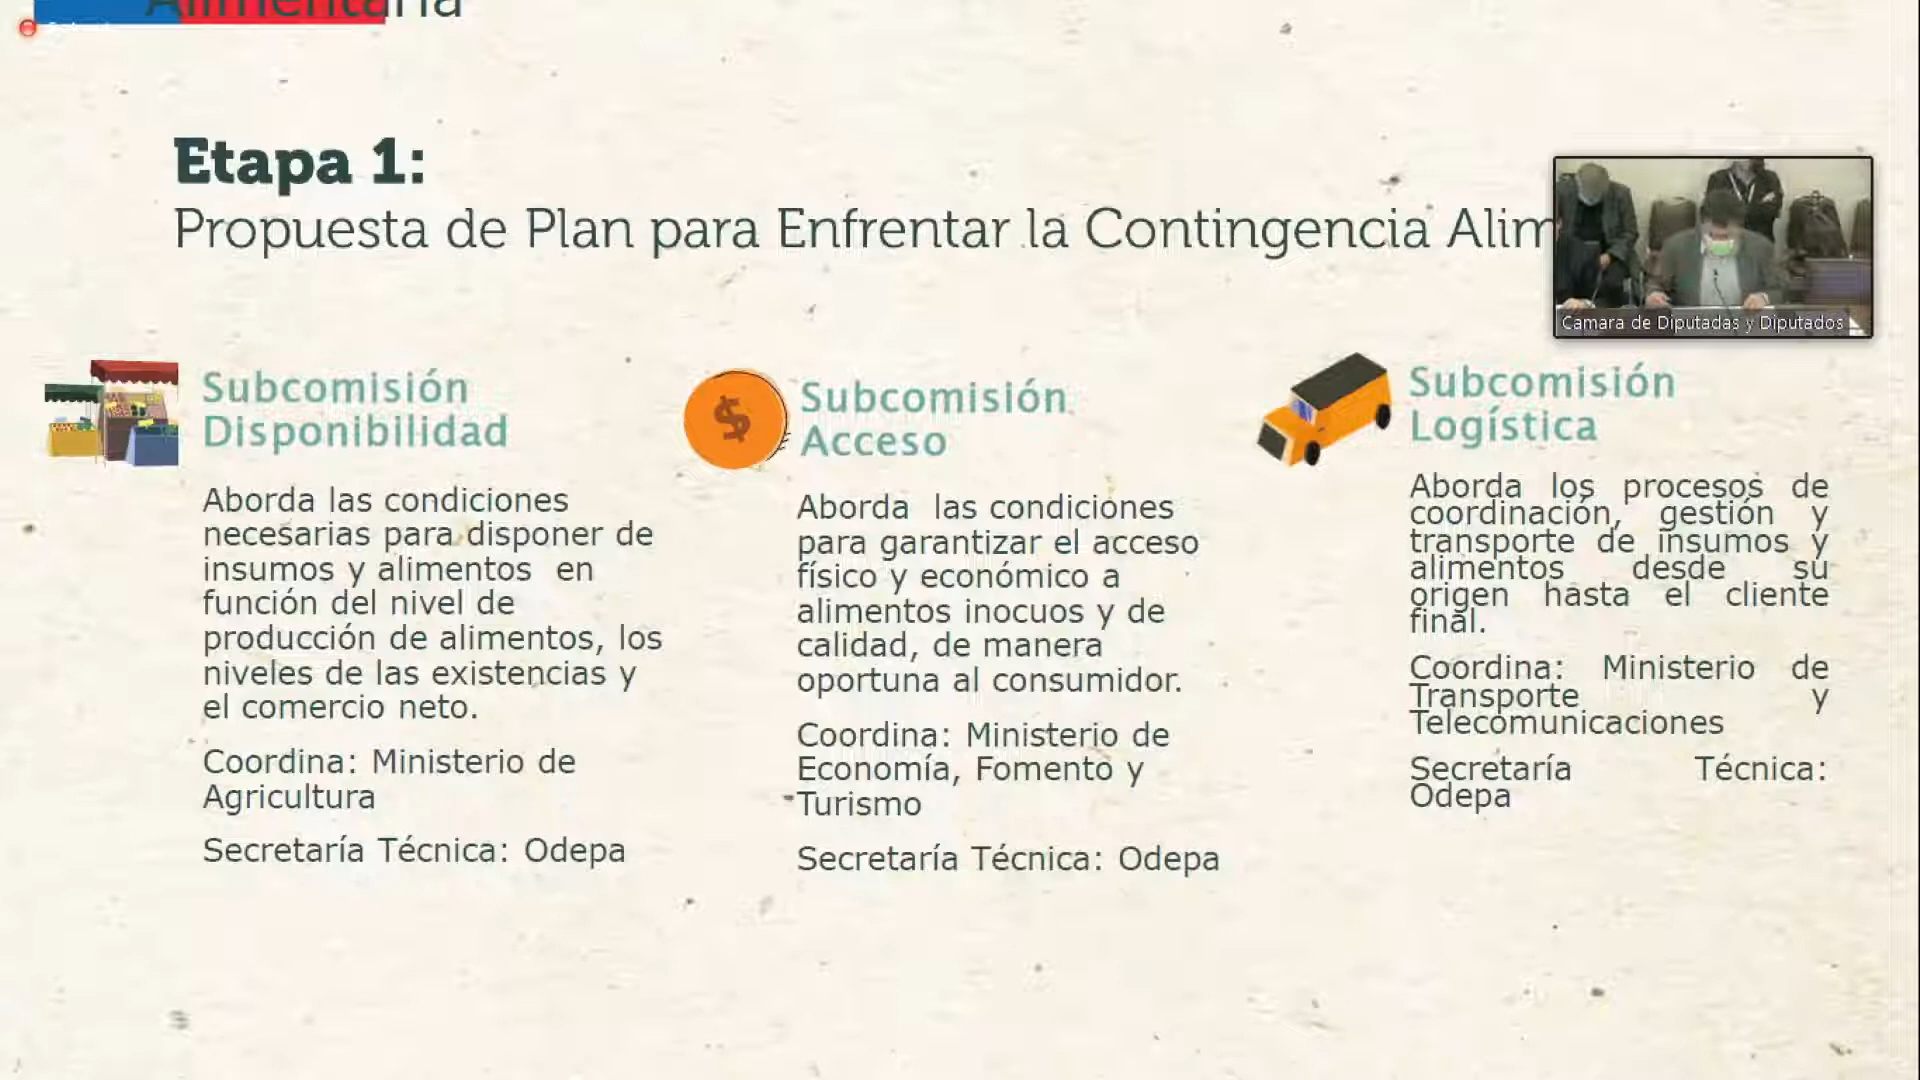 Alimentaria
Etapa 1:
Propuesta de Plan para Enfrentar la Contingencia Alim
Camara de Diputadas y Diputados
Subcomisión
Disponibilidad
Aborda las condiciones
necesarias para disponer de
insumos y alimentos en
función del nivel de
producción de alimentos, los
niveles de las existencias y
el comercio neto.
Coordina: Ministerio de
Agricultura
Secretaría Técnica: Odepa
$
Subcomisión
Acceso
Aborda las condiciones
para garantizar el acceso
físico y económico a
alimentos inocuos y de
calidad, de manera
oportuna al consumidor.
Coordina: Ministerio de
Economía, Fomento y
Turismo
Secretaría Técnica: Odepa
Subcomisión
Logística
Aborda los procesos de
coordinación, gestión y
transporte de insumos y
alimentos desde su
origen hasta el cliente
final.
Coordina: Ministerio de
Transporte y
Telecomunicaciones
Secretaría Técnica:
Odepa